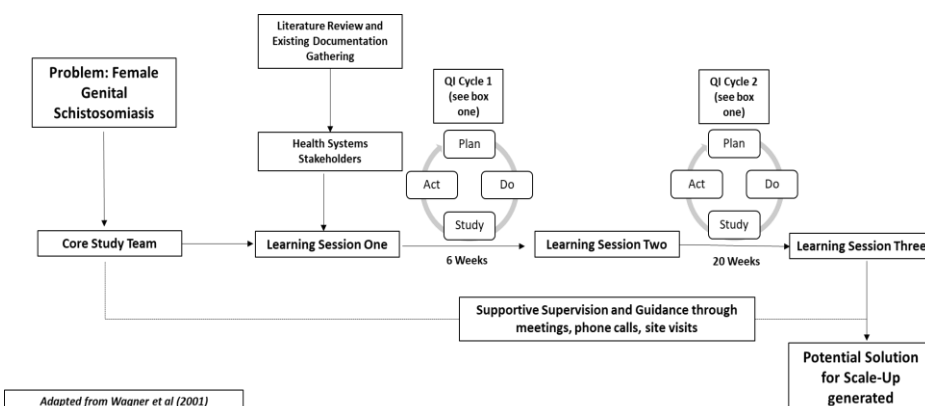 Literature Review and
Existing Documentation
Gathering
Problem: Female
Genital
Schistosomiasis
QI Cycle 1
(see box
one)
QI Cycle 2
(see box
one)
Health Systems
Stakeholders
Plan
Act
Do
Study
Plan
Act
Do
Study
Core Study Team
Learning Session One
6 Weeks
Learning Session Two
20 Weeks
Learning Session Three
Supportive Supervision and Guidance through
meetings, phone calls, site visits
Potential Solution
for Scale-Up
generated
Adapted from Wagner et al (2001)